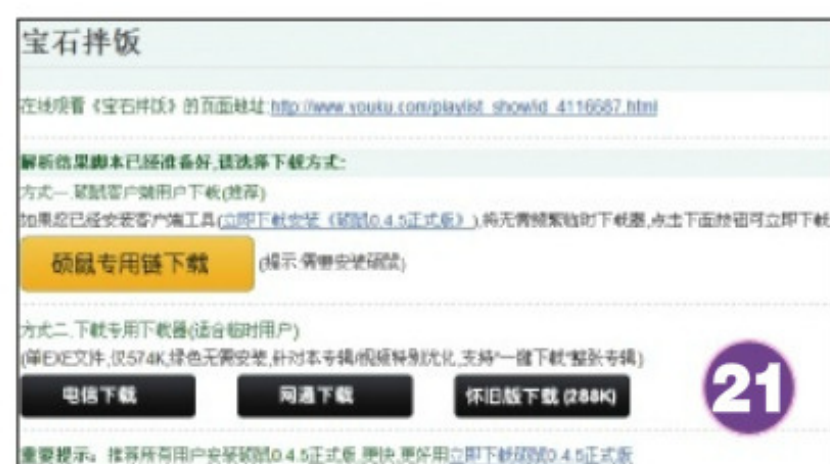 宝石拌饭
在线观看《宝石拌饭》的页面地址:http://www.youku.com/playlist_show/id_4116687.html
解析结果脚本已经准备好,请选择下载方式:
方式一.硕鼠客户端用户下载(推荐)
如果您已经安装客户端工具(立即下载安装《硕鼠0.4.5正式版》),将无需频繁临时下载器,点击下面按钮可立即下载
硕鼠专用链下载
(提示:需要安装硕鼠)
方式二.下载专用下载器(适合临时用户)
(单EXE文件,仅574K,绿色无需安装,针对本专辑/视频特别优化,支持"一键下载"整张专辑)
电信下载 网通下载 怀旧版下载 (288K)
21
重要提示: 推荐所有用户安装硕鼠0.4.5正式版,更快,更好用立即下载硕鼠0.4.5正式版